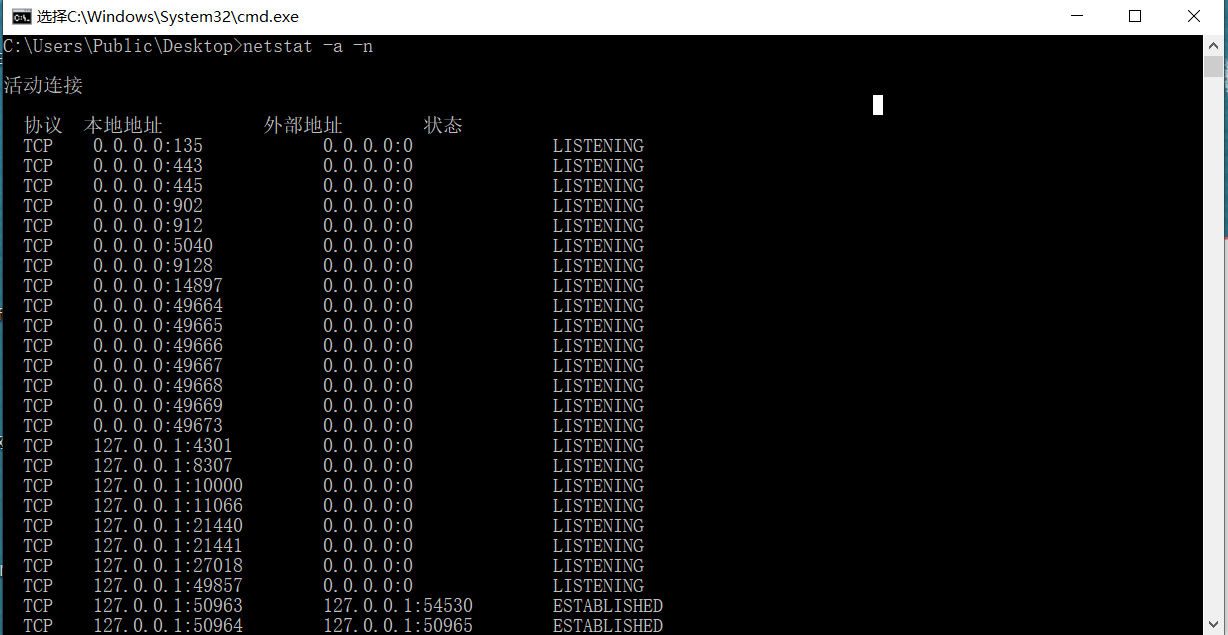 选择C:\Windows\System32\cmd.exe
C:\Users\Public\Desktop>netstat -a -n
活动连接
协议 本地地址 外部地址 状态
TCP 0.0.0.0:135 0.0.0.0:0 LISTENING
TCP 0.0.0.0:443 0.0.0.0:0 LISTENING
TCP 0.0.0.0:445 0.0.0.0:0 LISTENING
TCP 0.0.0.0:902 0.0.0.0:0 LISTENING
TCP 0.0.0.0:912 0.0.0.0:0 LISTENING
TCP 0.0.0.0:5040 0.0.0.0:0 LISTENING
TCP 0.0.0.0:9128 0.0.0.0:0 LISTENING
TCP 0.0.0.0:14897 0.0.0.0:0 LISTENING
TCP 0.0.0.0:49664 0.0.0.0:0 LISTENING
TCP 0.0.0.0:49665 0.0.0.0:0 LISTENING
TCP 0.0.0.0:49666 0.0.0.0:0 LISTENING
TCP 0.0.0.0:49667 0.0.0.0:0 LISTENING
TCP 0.0.0.0:49668 0.0.0.0:0 LISTENING
TCP 0.0.0.0:49669 0.0.0.0:0 LISTENING
TCP 0.0.0.0:49673 0.0.0.0:0 LISTENING
TCP 127.0.0.1:4301 0.0.0.0:0 LISTENING
TCP 127.0.0.1:8307 0.0.0.0:0 LISTENING
TCP 127.0.0.1:10000 0.0.0.0:0 LISTENING
TCP 127.0.0.1:11066 0.0.0.0:0 LISTENING
TCP 127.0.0.1:21440 0.0.0.0:0 LISTENING
TCP 127.0.0.1:21441 0.0.0.0:0 LISTENING
TCP 127.0.0.1:27018 0.0.0.0:0 LISTENING
TCP 127.0.0.1:49857 0.0.0.0:0 LISTENING
TCP 127.0.0.1:50963 127.0.0.1:54530 ESTABLISHED
TCP 127.0.0.1:50964 127.0.0.1:50965 ESTABLISHED